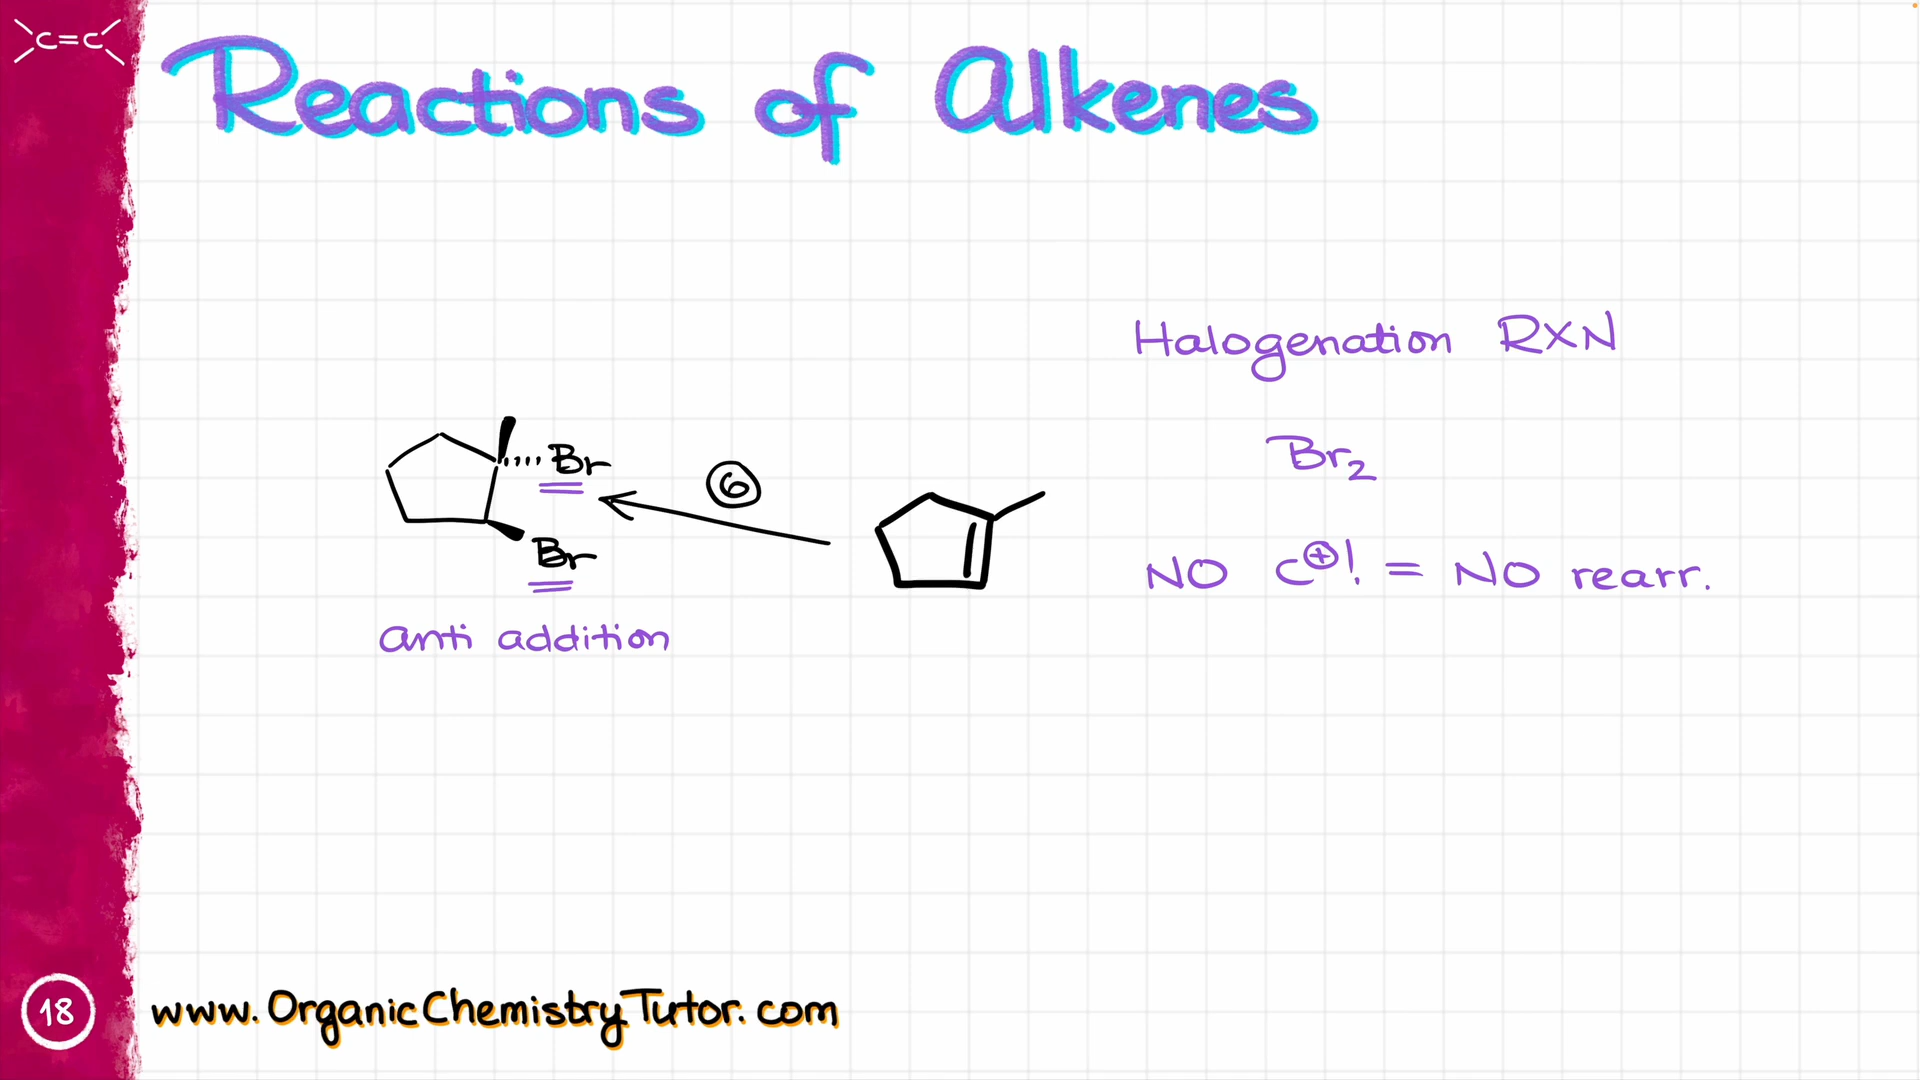 C=C
Reactions of Alkenes
Halogenation RXN
Br
6
Br₂
Br
NO C⊕! = NO rearr.
anti addition
18
www.OrganicChemistryTutor.com